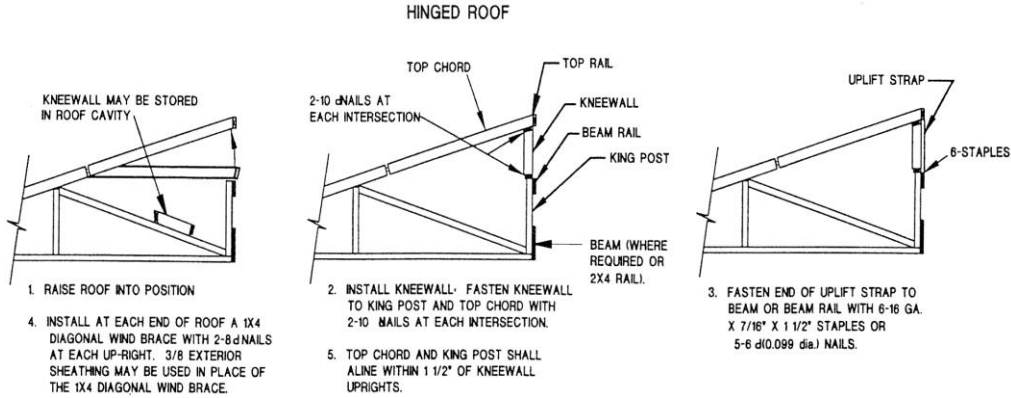 HINGED ROOF
KNEEWALL MAY BE STORED
IN ROOF CAVITY
1. RAISE ROOF INTO POSITION
4. INSTALL AT EACH END OF ROOF A 1X4
DIAGONAL WIND BRACE WITH 2-8dNAILS
AT EACH UP-RIGHT. 3/8 EXTERIOR
SHEATHING MAY BE USED IN PLACE OF
THE 1X4 DIAGONAL WIND BRACE.
TOP CHORD
TOP RAIL
2-10 dNAILS AT
EACH INTERSECTION
KNEEWALL
BEAM RAIL
KING POST
BEAM (WHERE
REQUIRED OR
2X4 RAIL).
2. INSTALL KNEEWALL. FASTEN KNEEWALL
TO KING POST AND TOP CHORD WITH
2-10 NAILS AT EACH INTERSECTION.
5. TOP CHORD AND KING POST SHALL
ALINE WITHIN 1 1/2" OF KNEEWALL
UPRIGHTS.
UPLIFT STRAP
6-STAPLES
3. FASTEN END OF UPLIFT STRAP TO
BEAM OR BEAM RAIL WITH 6-16 GA.
X 7/16" X 1 1/2" STAPLES OR
5-6 d(0.099 dia.) NAILS.